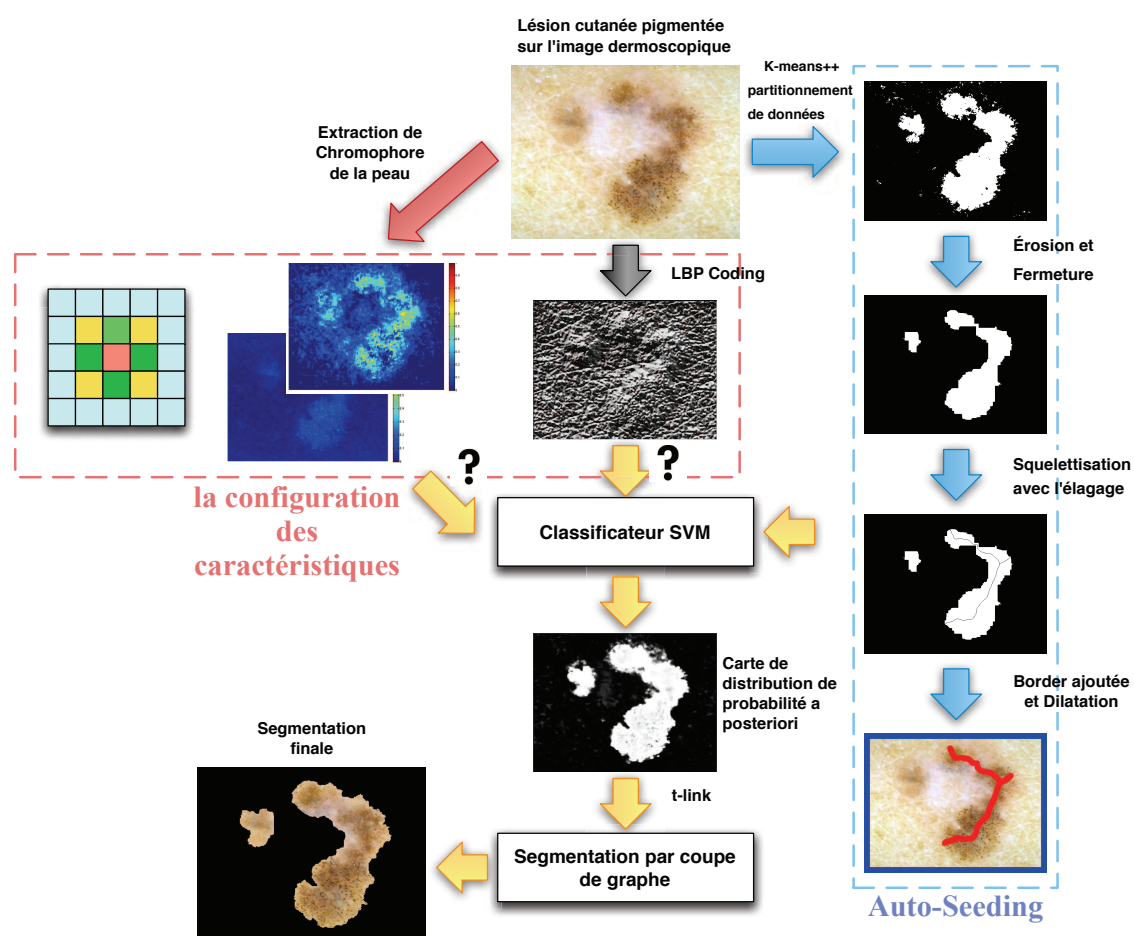 Lésion cutanée pigmentée
sur l'image dermoscopique
K-means++
partitionnement
de données
Extraction de
Chromophore
de la peau
LBP Coding
Érosion et
Fermeture
?
?
la configuration
des
caractéristiques
Classificateur SVM
Squelettisation
avec l'élagage
Carte de
distribution de
probabilité a
posteriori
Border ajoutée
et Dilatation
Segmentation
finale
t-link
Segmentation par coupe
de graphe
Auto-Seeding